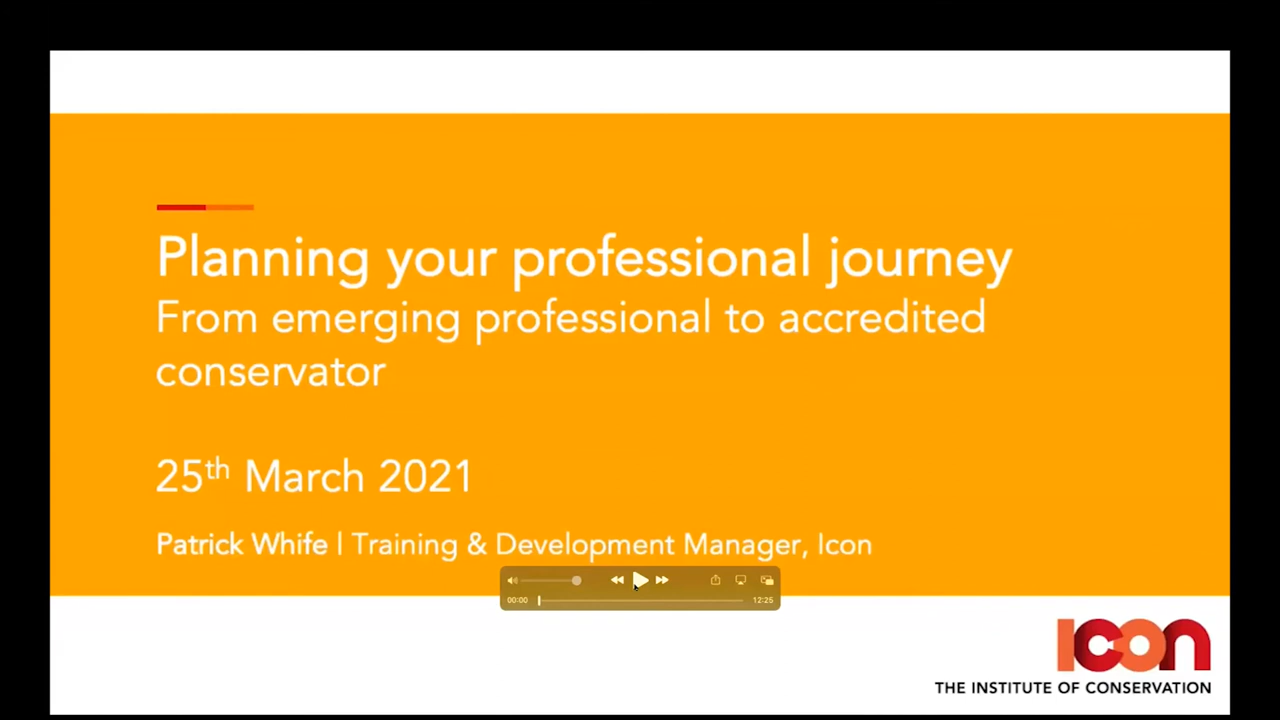 Planning your professional journey
From emerging professional to accredited
conservator
25th March 2021
Patrick Whife | Training & Development Manager, Icon
00:00
12:25
Icon
THE INSTITUTE OF CONSERVATION